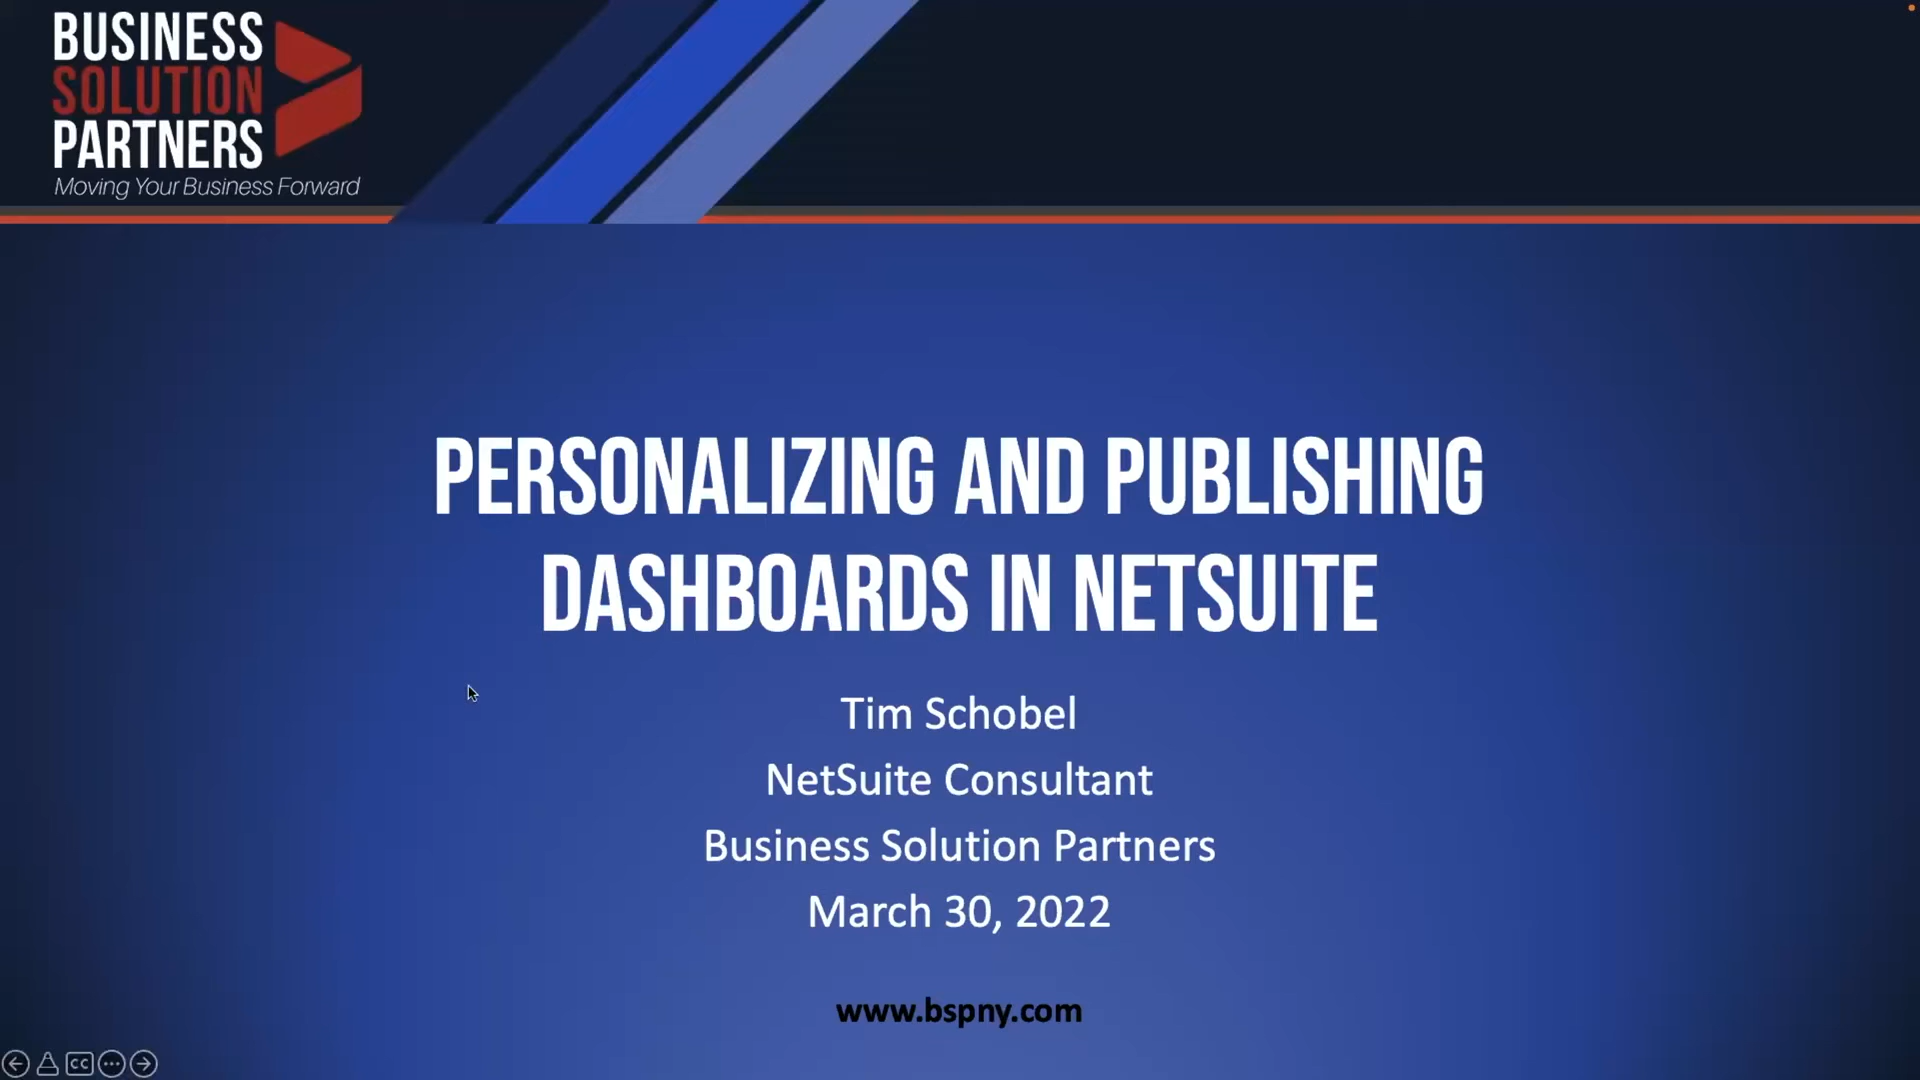 BUSINESS
SOLUTION
PARTNERS
Moving Your Business Forward
PERSONALIZING AND PUBLISHING
DASHBOARDS IN NETSUITE
Tim Schobel
NetSuite Consultant
Business Solution Partners
March 30, 2022
www.bspny.com
CC